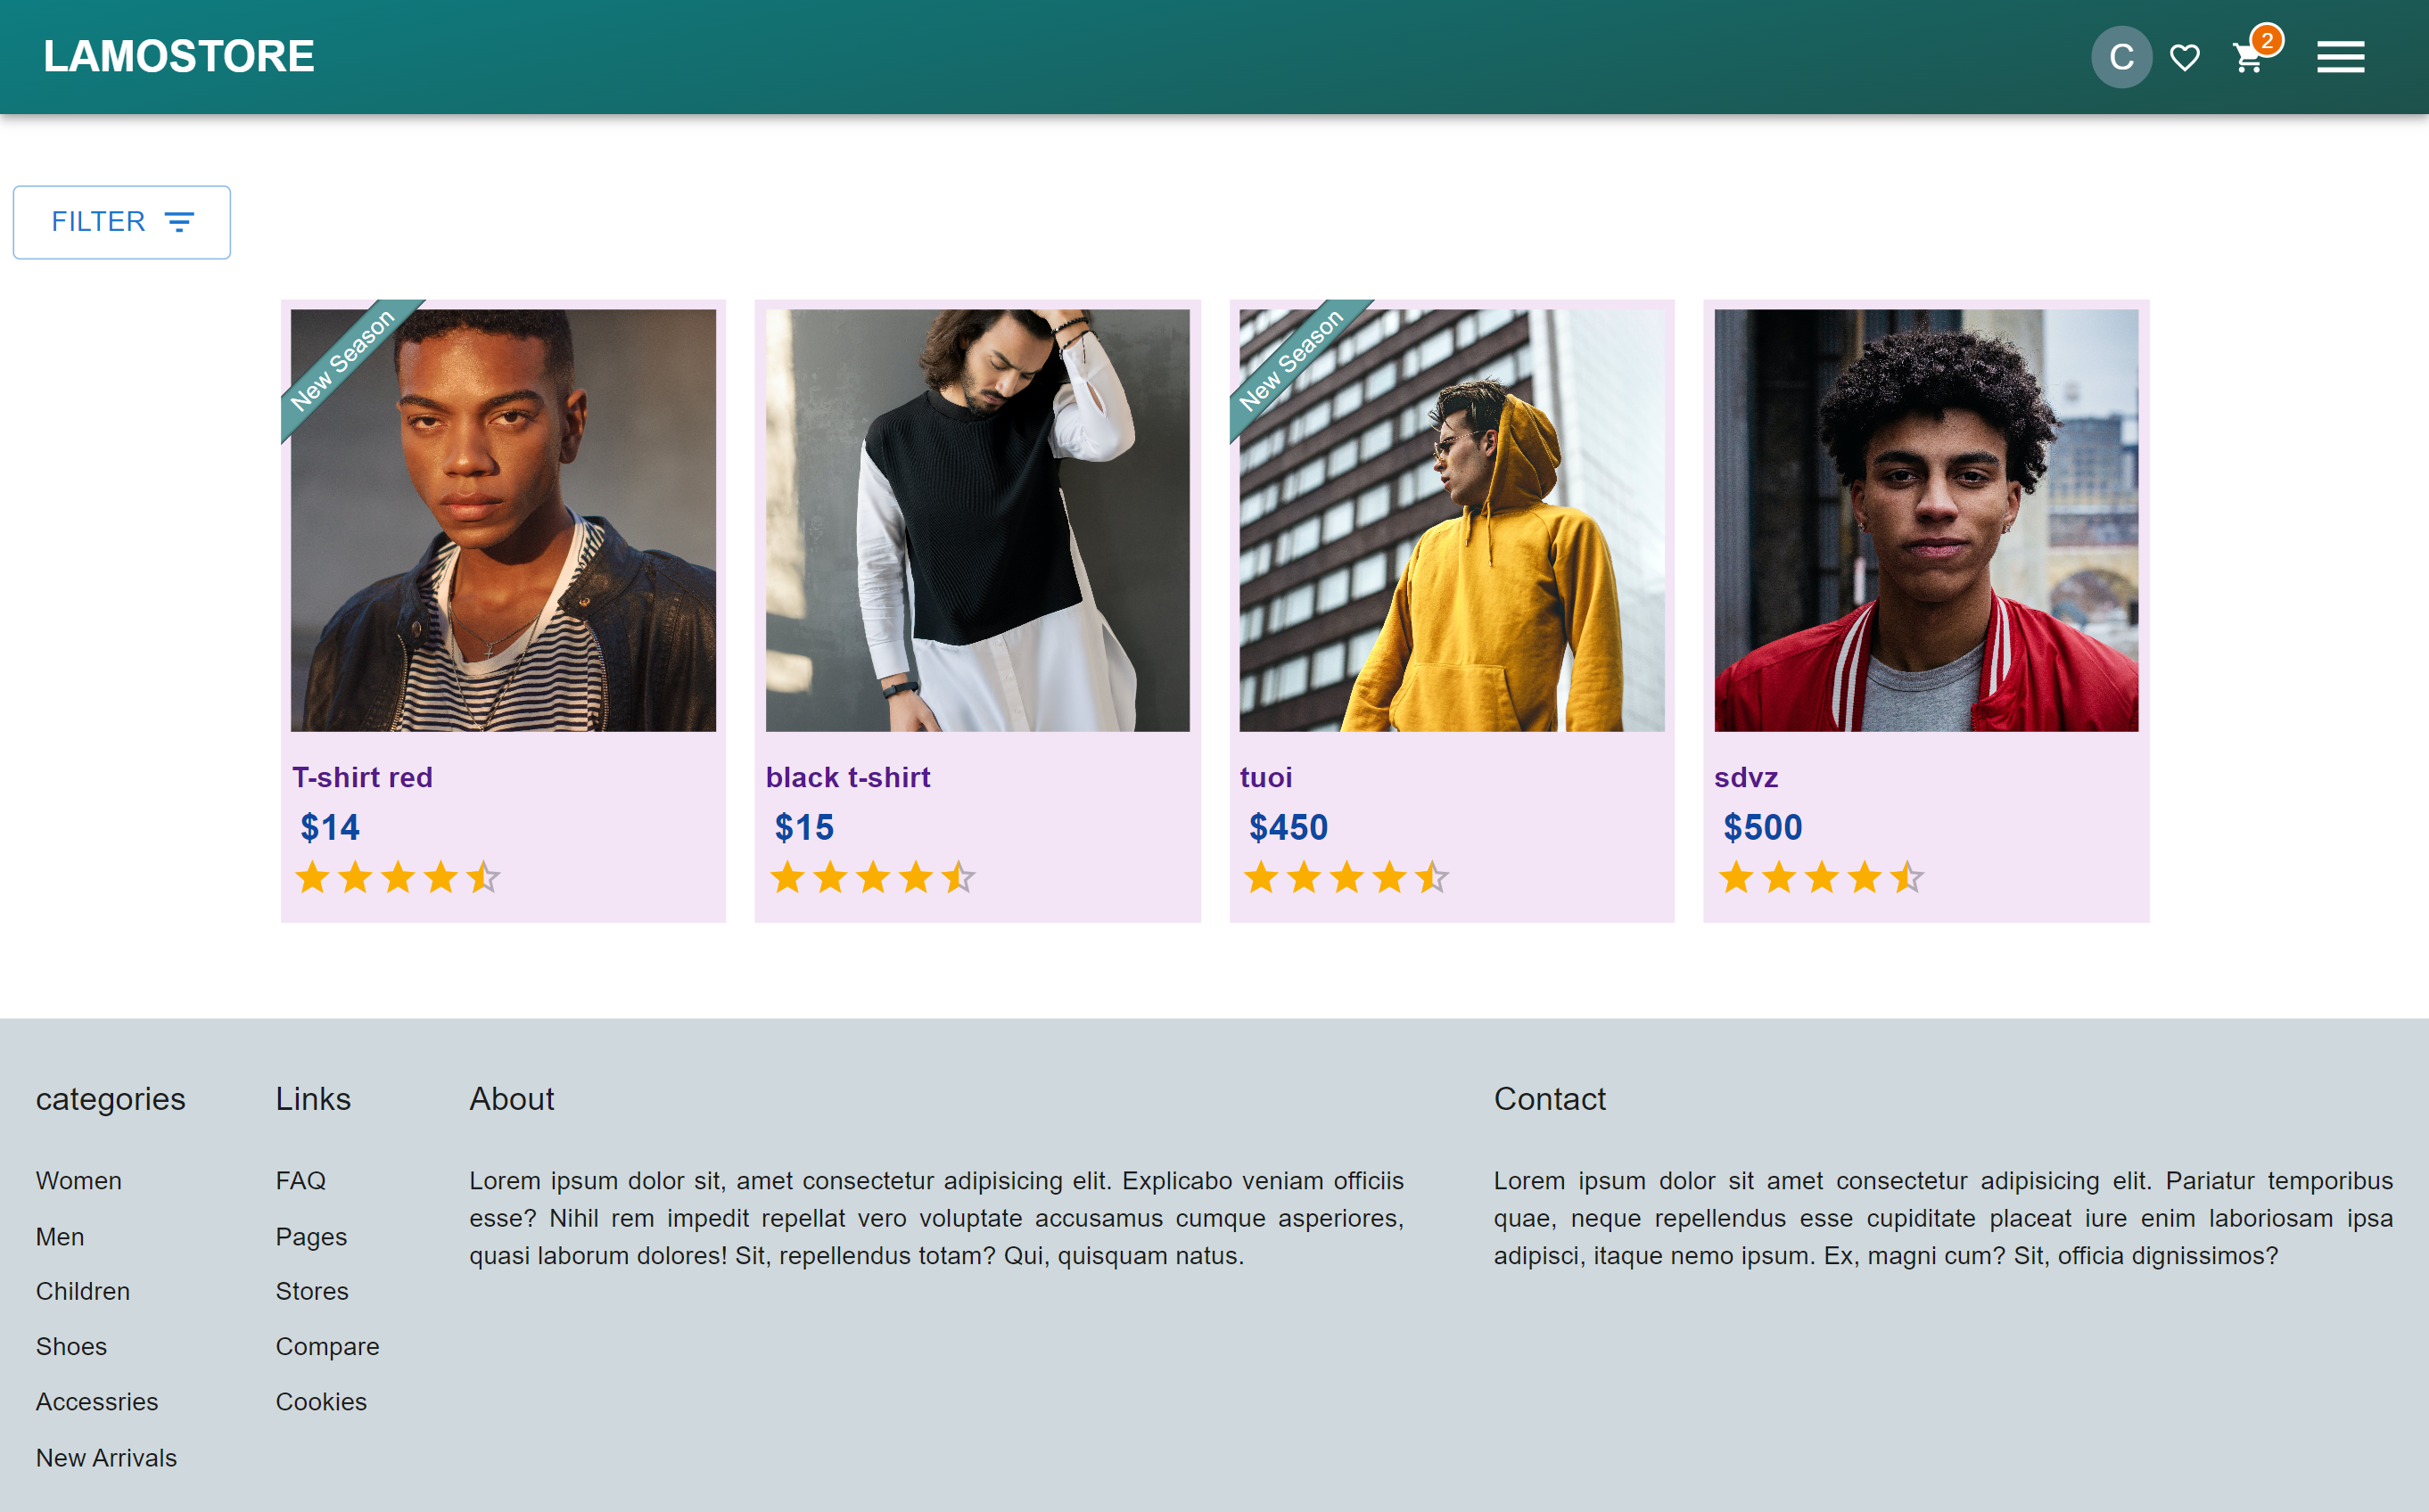 LAMOSTORE
C
2
FILTER
New Season
New Season
T-shirt red
$14
black t-shirt
$15
tuoi
$450
sdvz
$500
categories
Women
Men
Children
Shoes
Accessries
New Arrivals
Links
FAQ
Pages
Stores
Compare
Cookies
About
Lorem ipsum dolor sit, amet consectetur adipisicing elit. Explicabo veniam officiis
esse? Nihil rem impedit repellat vero voluptate accusamus cumque asperiores,
quasi laborum dolores! Sit, repellendus totam? Qui, quisquam natus.
Contact
Lorem ipsum dolor sit amet consectetur adipisicing elit. Pariatur temporibus
quae, neque repellendus esse cupiditate placeat iure enim laboriosam ipsa
adipisci, itaque nemo ipsum. Ex, magni cum? Sit, officia dignissimos?